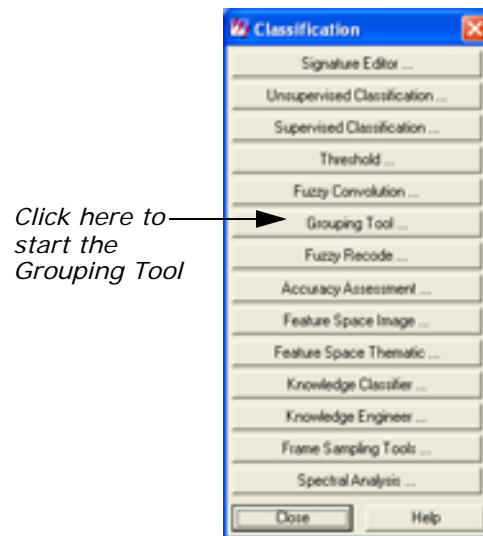 Classification
Signature Editor ...
Unsupervised Classification ...
Supervised Classification ...
Threshold ...
Fuzzy Convolution ...
Click here to
start the
Grouping Tool
Grouping Tool ...
Fuzzy Recode ...
Accuracy Assessment ...
Feature Space Image ...
Feature Space Thematic ...
Knowledge Classifier ...
Knowledge Engineer ...
Frame Sampling Tools ...
Spectral Analysis ...
Close
Help